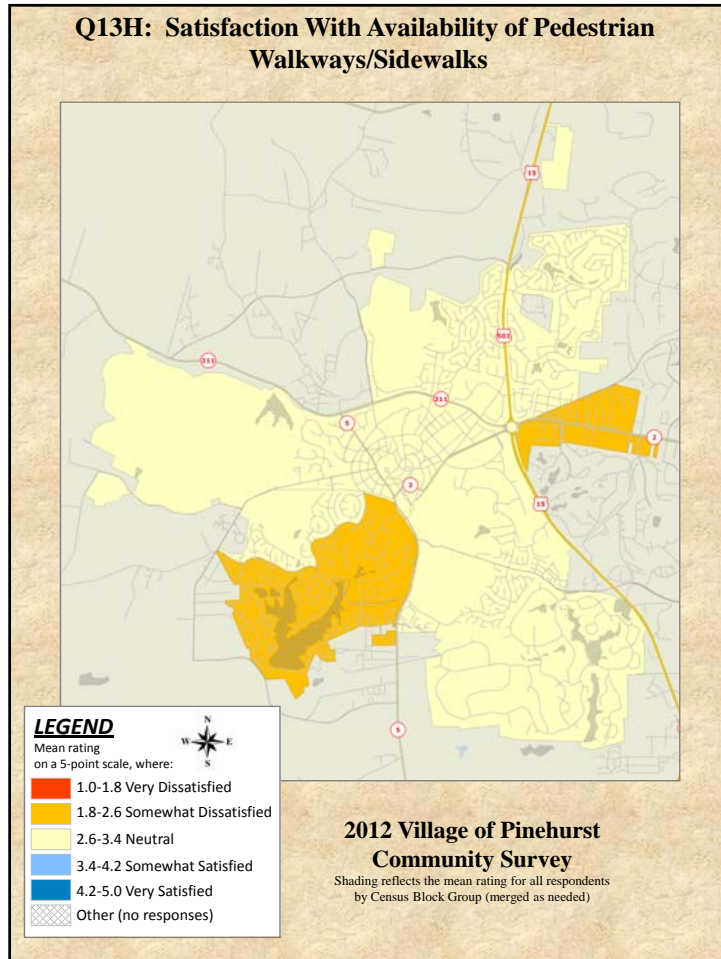 Q13H: Satisfaction With Availability of Pedestrian
Walkways/Sidewalks
15
501
211
211
5
2
2
15
5
LEGEND
Mean rating
on a 5-point scale, where:
N
W
E
S
1.0-1.8 Very Dissatisfied
1.8-2.6 Somewhat Dissatisfied
2.6-3.4 Neutral
3.4-4.2 Somewhat Satisfied
4.2-5.0 Very Satisfied
Other (no responses)
2012 Village of Pinehurst
Community Survey
Shading reflects the mean rating for all respondents
by Census Block Group (merged as needed)